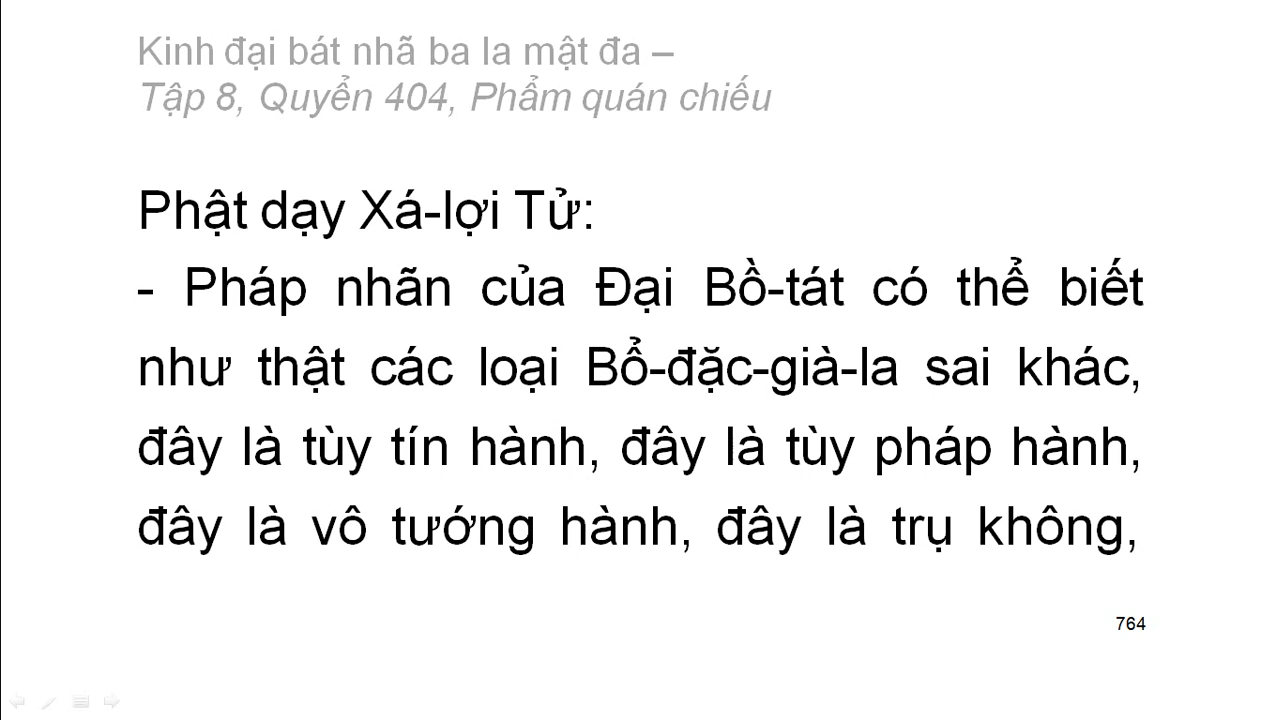 Kinh đại bát nhã ba la mật đa –
Tập 8, Quyển 404, Phẩm quán chiếu
Phật dạy Xá-lợi Tử:
- Pháp nhãn của Đại Bồ-tát có thể biết
như thật các loại Bổ-đặc-già-la sai khác,
đây là tùy tín hành, đây là tùy pháp hành,
đây là vô tướng hành, đây là trụ không,
764